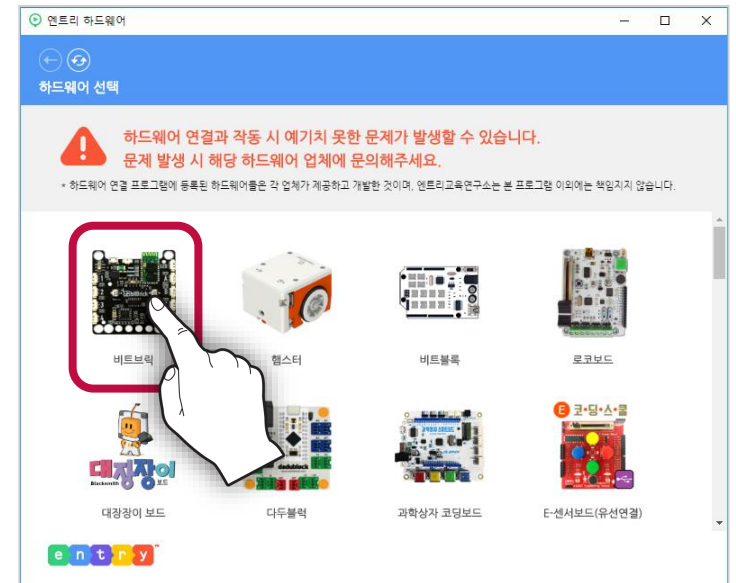 엔트리 하드웨어
하드웨어 선택
하드웨어 연결과 작동 시 예기치 못한 문제가 발생할 수 있습니다.
문제 발생 시 해당 하드웨어 업체에 문의해주세요.
* 하드웨어 연결 프로그램에 등록된 하드웨어들은 각 업체가 제공하고 개발한 것이며, 엔트리교육연구소는 본 프로그램 이외에는 책임지지 않습니다.
비트브릭
햄스터
비트블록
로코보드
대장장이
Blacksmith 보드
dadublock
E 코·딩·스·쿨
대장장이 보드
다두블럭
과학상자 코딩보드
E-센서보드(유선연결)
entry